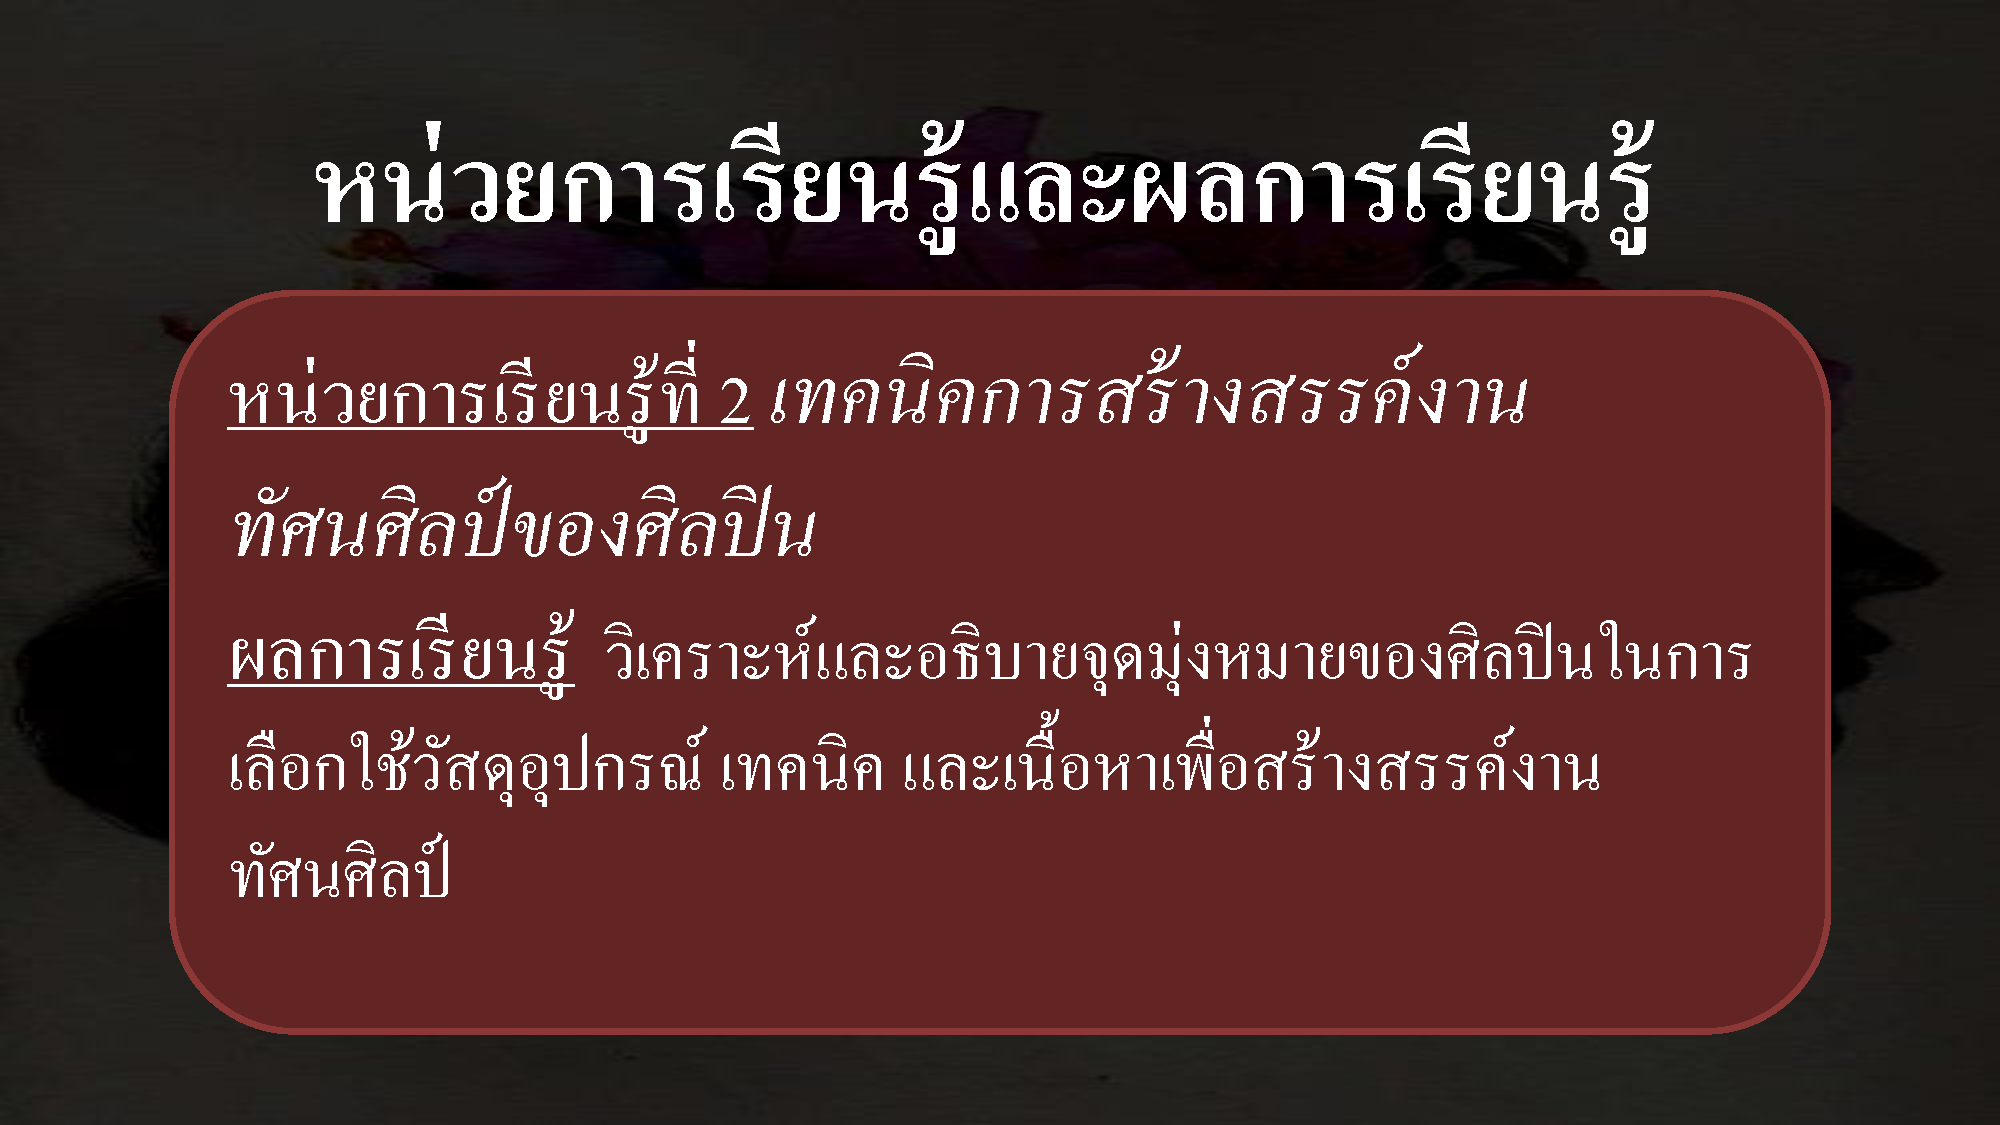 หน่วยการเรียนรู้และผลการเรียนรู้
หน่วยการเรียนรู้ที่ 2 เทคนิคการสร้างสรรค์งาน
ทัศนศิลป์ของศิลปิน
ผลการเรียนรู้ วิเคราะห์และอธิบายจุดมุ่งหมายของศิลปินในการ
เลือกใช้วัสดุอุปกรณ์ เทคนิค และเนื้อหาเพื่อสร้างสรรค์งาน
ทัศนศิลป์